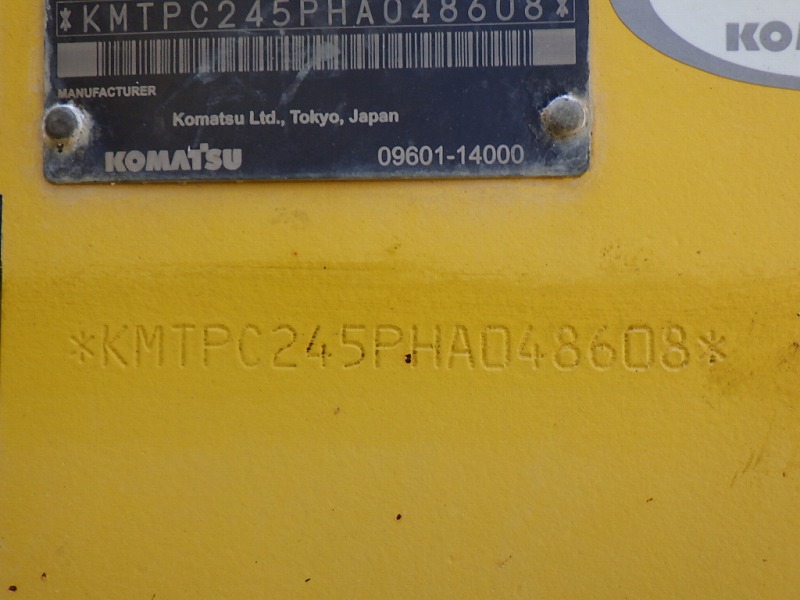 *KMTPC245PHA048608*
MANUFACTURER
Komatsu Ltd., Tokyo, Japan
KOMATSU
09601-14000
*KMTPC245PHA048608*